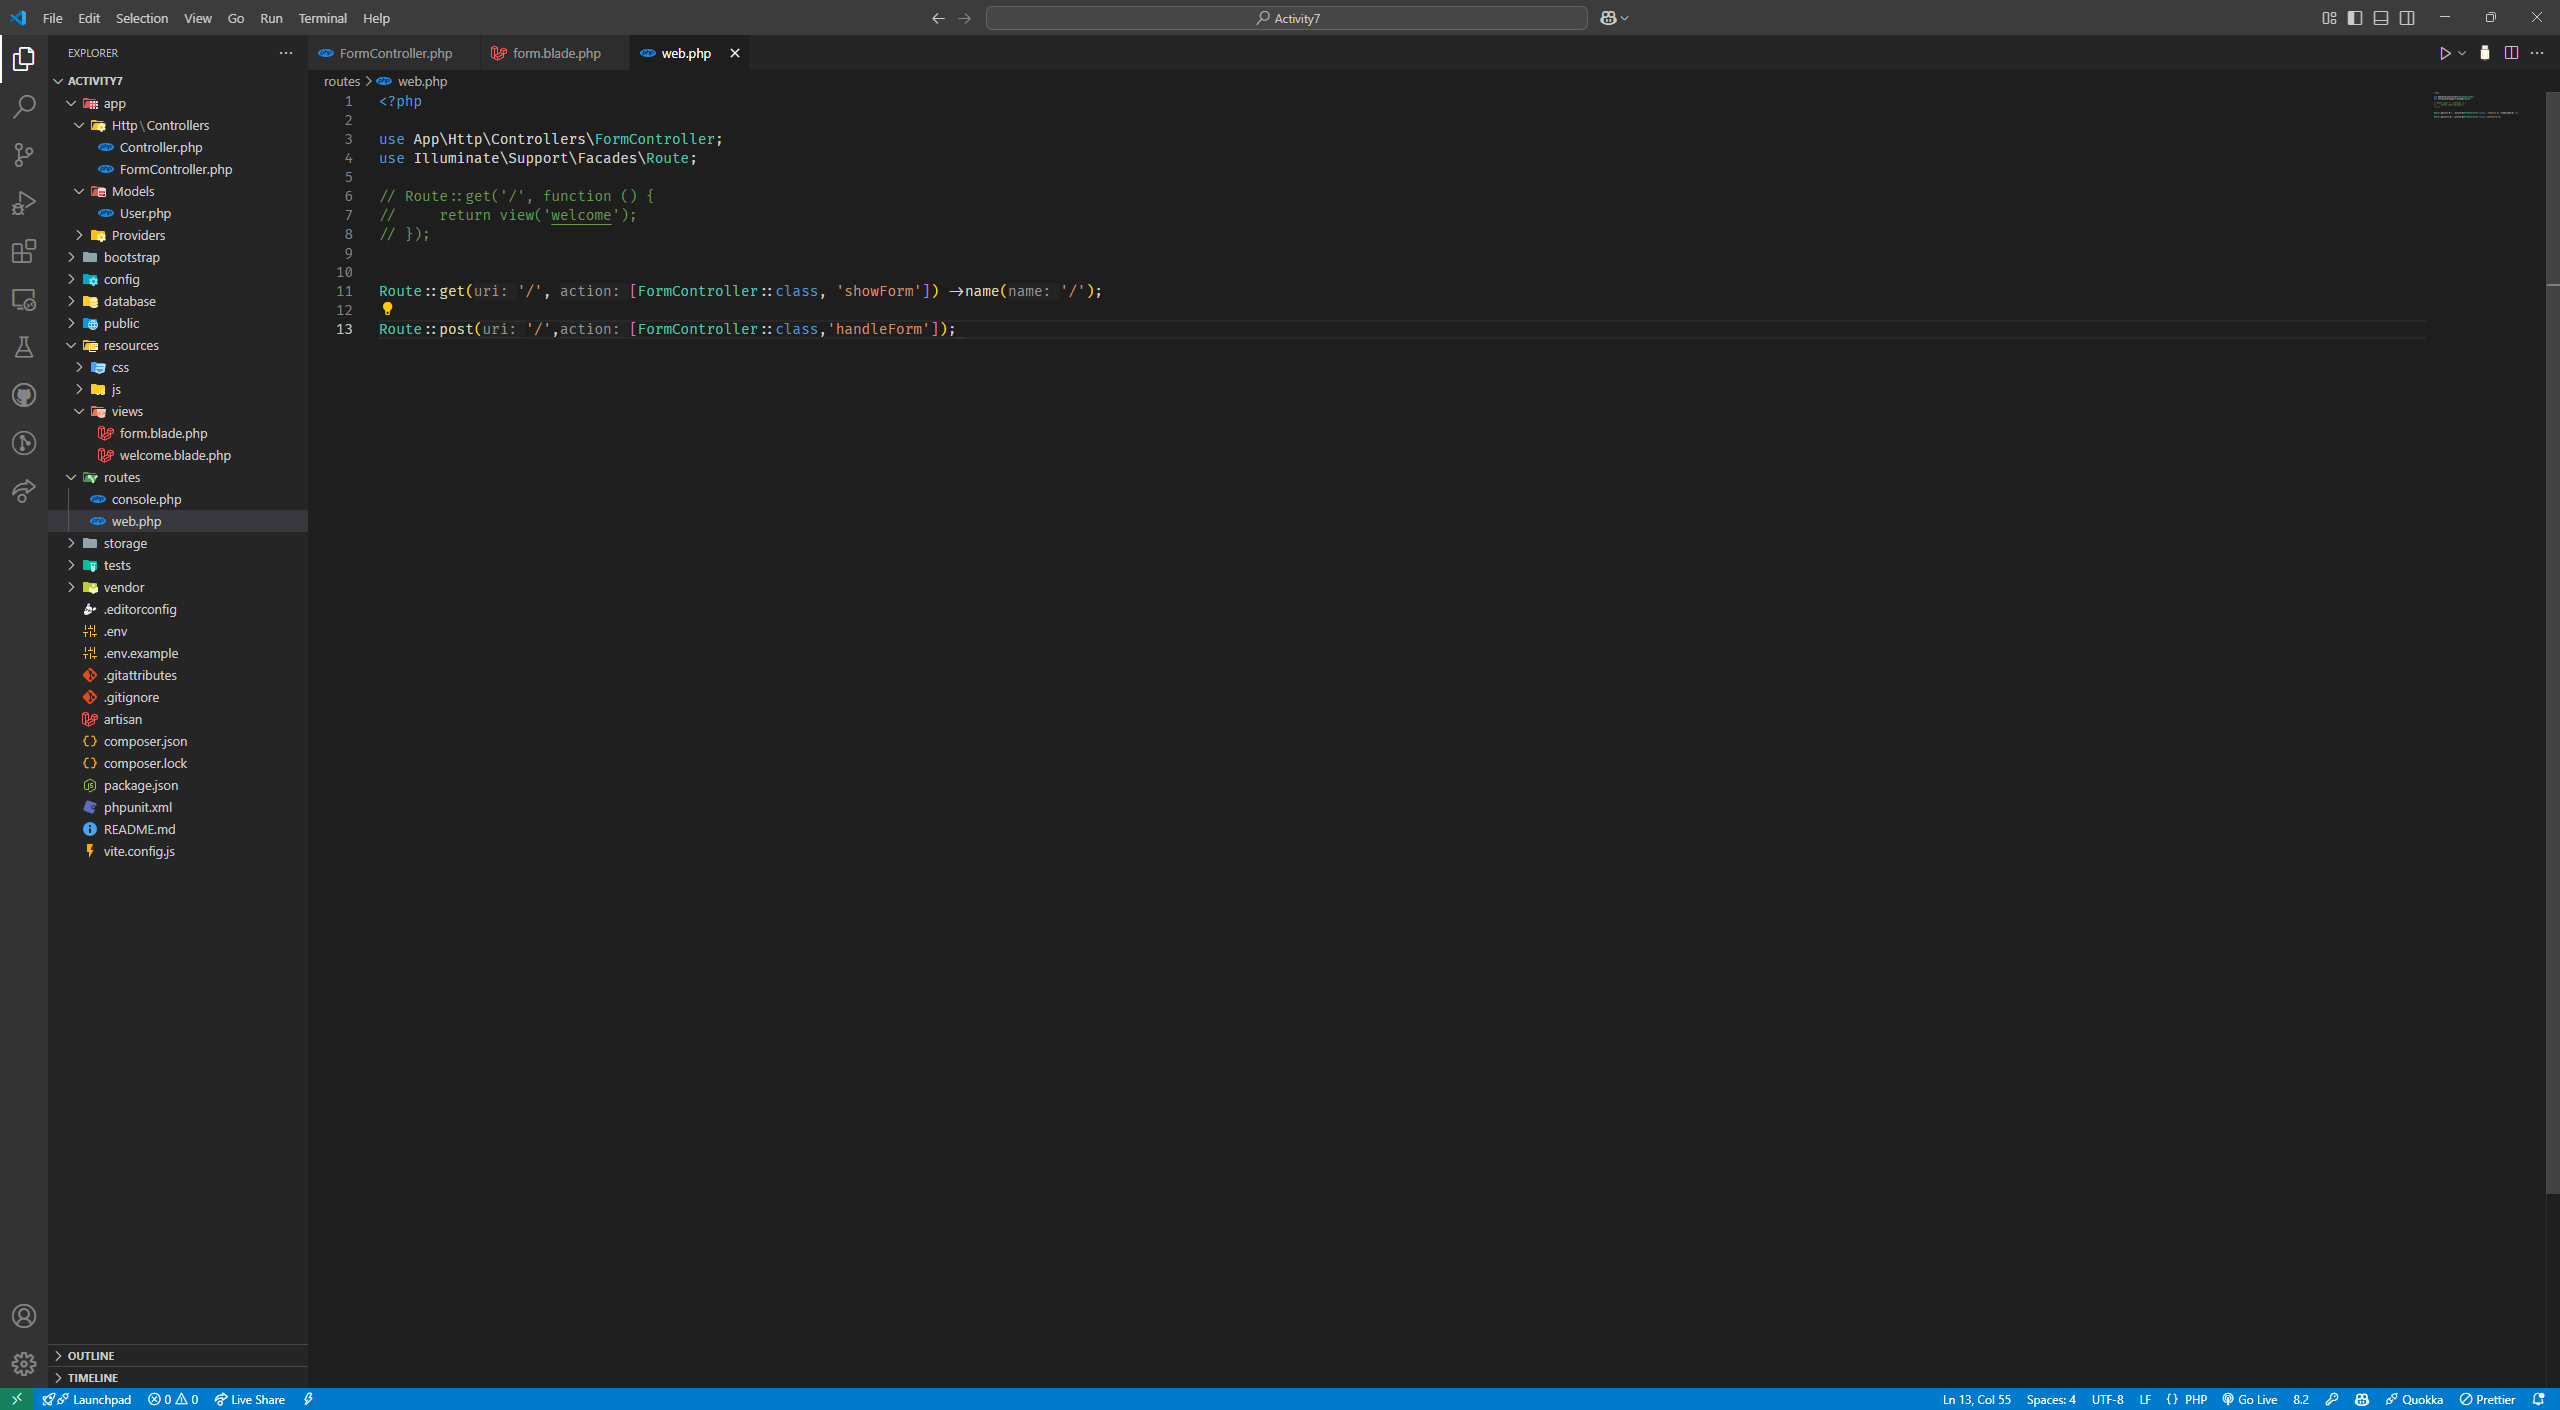 File Edit Selection View Go Run Terminal Help
Activity7
EXPLORER
ACTIVITY7
app
Http\Controllers
Controller.php
FormController.php
Models
User.php
Providers
bootstrap
config
database
public
resources
css
js
views
form.blade.php
welcome.blade.php
routes
console.php
web.php
storage
tests
vendor
.editorconfig
.env
.env.example
.gitattributes
.gitignore
artisan
composer.json
composer.lock
package.json
phpunit.xml
README.md
vite.config.js
OUTLINE
TIMELINE
FormController.php form.blade.php web.php
routes > web.php
1 <?php
2
3 use App\Http\Controllers\FormController;
4 use Illuminate\Support\Facades\Route;
5
6 // Route::get('/', function () {
7 //     return view('welcome');
8 // });
9
10
11 Route::get(uri: '/', action: [FormController::class, 'showForm']) ->name(name: '/');
12
13 Route::post(uri: '/',action: [FormController::class,'handleForm']);
Launchpad 0 0 Live Share
Ln 13, Col 55 Spaces: 4 UTF-8 LF {} PHP Go Live 8.2 Quokka Prettier